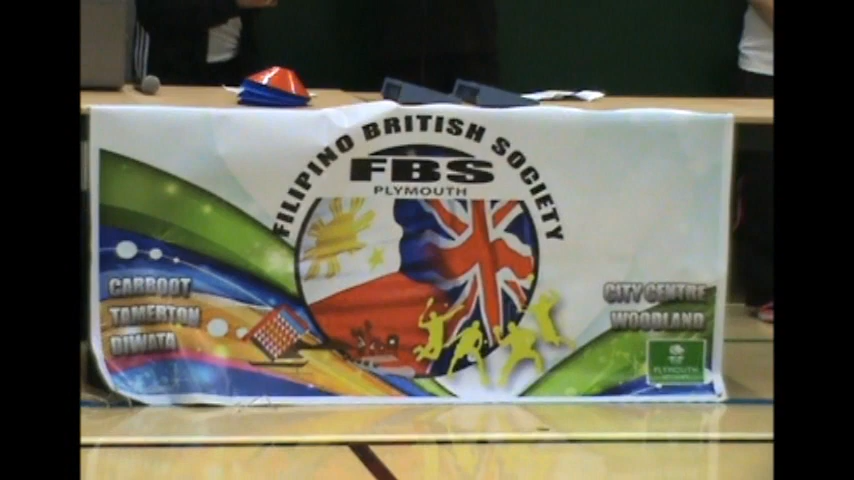 FILIPINO BRITISH SOCIETY
FBS
PLYMOUTH
CARBOOT
TAMERTON
DIWATA
CITY CENTRE
WOODLAND
PLYMOUTH